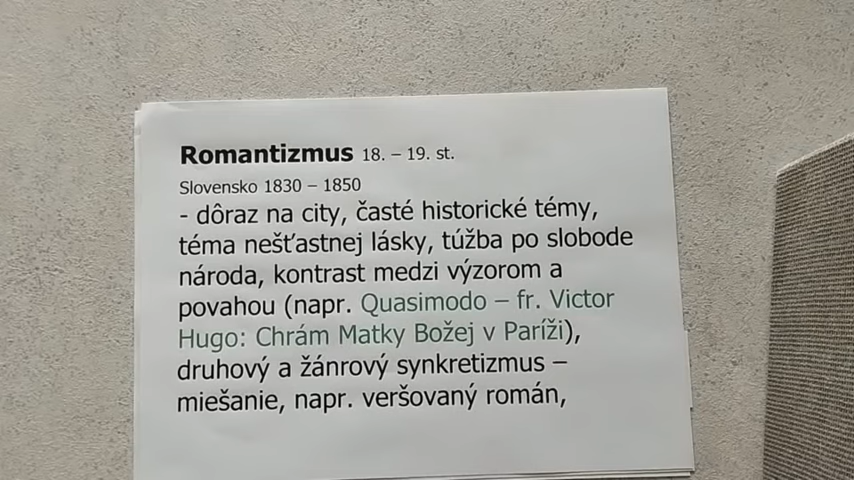 Romantizmus 18. – 19. st.
Slovensko 1830 – 1850
- dôraz na city, časté historické témy,
téma nešťastnej lásky, túžba po slobode
národa, kontrast medzi výzorom a
povahou (napr. Quasimodo – fr. Victor
Hugo: Chrám Matky Božej v Paríži),
druhový a žánrový synkretizmus –
miešanie, napr. veršovaný román,